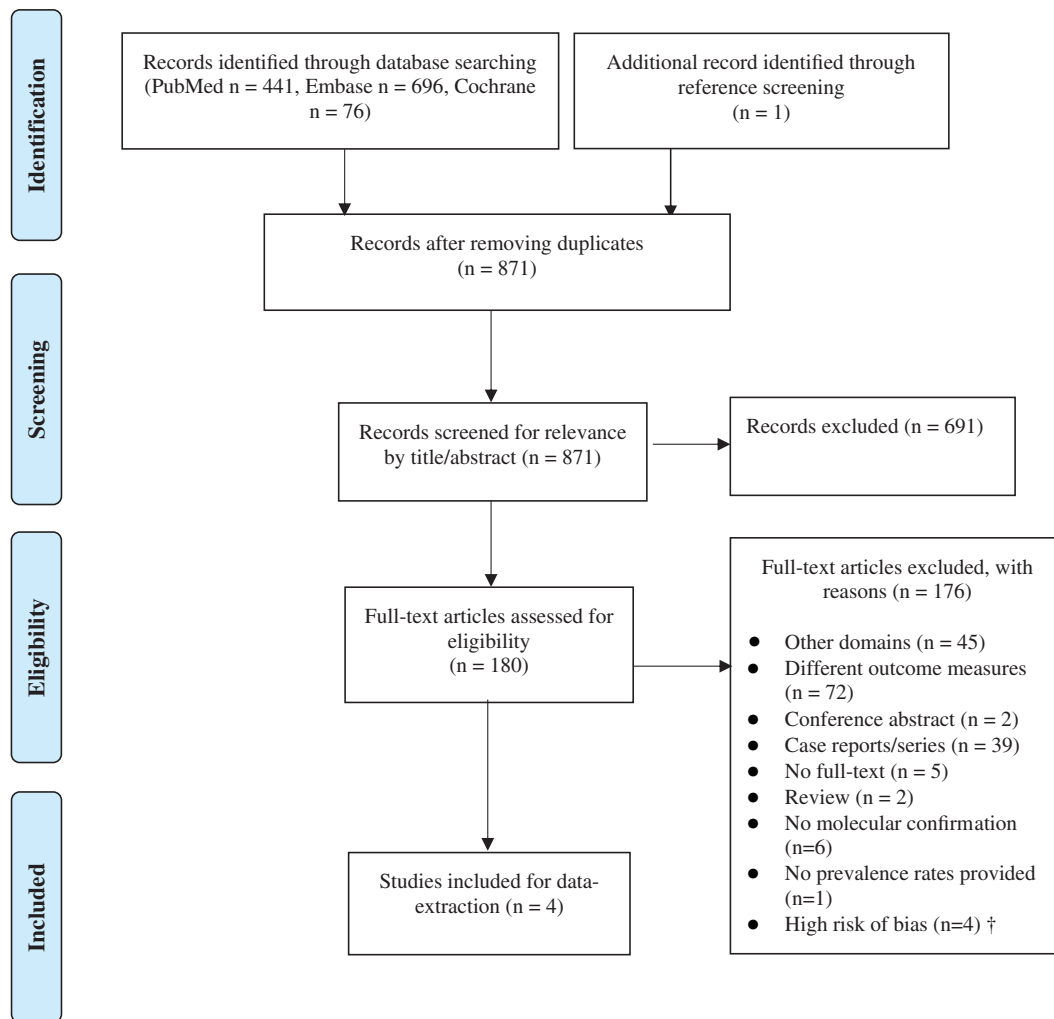 Identification
Records identified through database searching
(PubMed n = 441, Embase n = 696, Cochrane
n = 76)
Additional record identified through
reference screening
(n = 1)
Records after removing duplicates
(n = 871)
Screening
Records screened for relevance
by title/abstract (n = 871)
Records excluded (n = 691)
Eligibility
Full-text articles assessed for
eligibility
(n = 180)
Full-text articles excluded, with
reasons (n = 176)
● Other domains (n = 45)
● Different outcome measures
(n = 72)
● Conference abstract (n = 2)
● Case reports/series (n = 39)
● No full-text (n = 5)
● Review (n = 2)
● No molecular confirmation
(n=6)
● No prevalence rates provided
(n=1)
● High risk of bias (n=4) †
Included
Studies included for data-
extraction (n = 4)